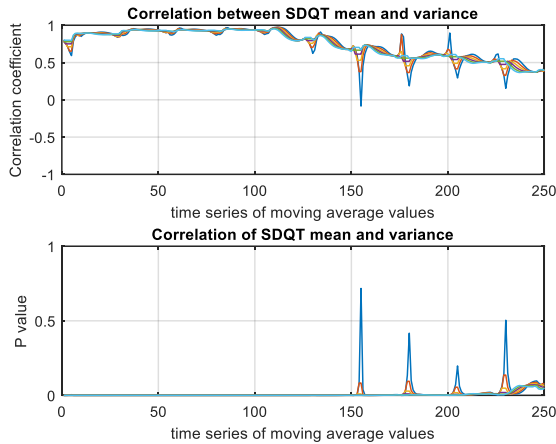 Correlation between SDQT mean and variance
Correlation coefficient
1
0.5
0
-0.5
-1
0 50 100 150 200 250
time series of moving average values
Correlation of SDQT mean and variance
P value
1
0.5
0
0 50 100 150 200 250
time series of moving average values